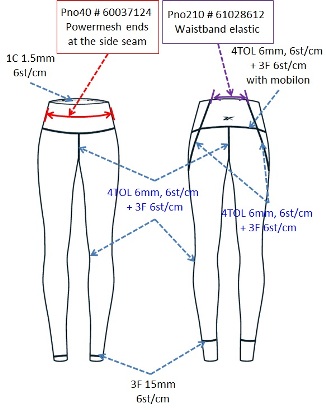 Pno40 # 60037124
Powermesh ends
at the side seam
Pno210 # 61028612
Waistband elastic
1C 1.5mm
6st/cm
4TOL 6mm, 6st/cm
+ 3F 6st/cm
with mobilon
4TOL 6mm, 6st/cm
+ 3F 6st/cm
4TOL 6mm, 6st/cm
+ 3F 6st/cm
3F 15mm
6st/cm